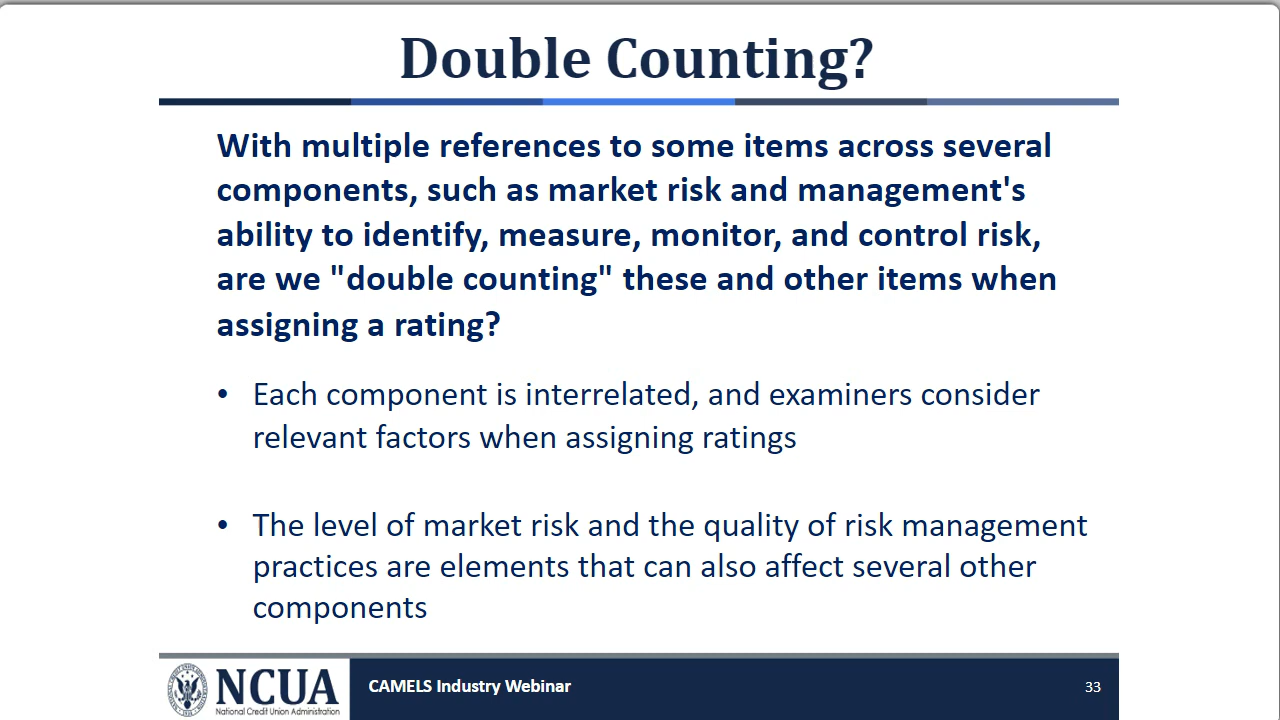 Double Counting?
With multiple references to some items across several
components, such as market risk and management's
ability to identify, measure, monitor, and control risk,
are we "double counting" these and other items when
assigning a rating?
• Each component is interrelated, and examiners consider
relevant factors when assigning ratings
• The level of market risk and the quality of risk management
practices are elements that can also affect several other
components
NCUA
National Credit Union Administration
CAMELS Industry Webinar
33